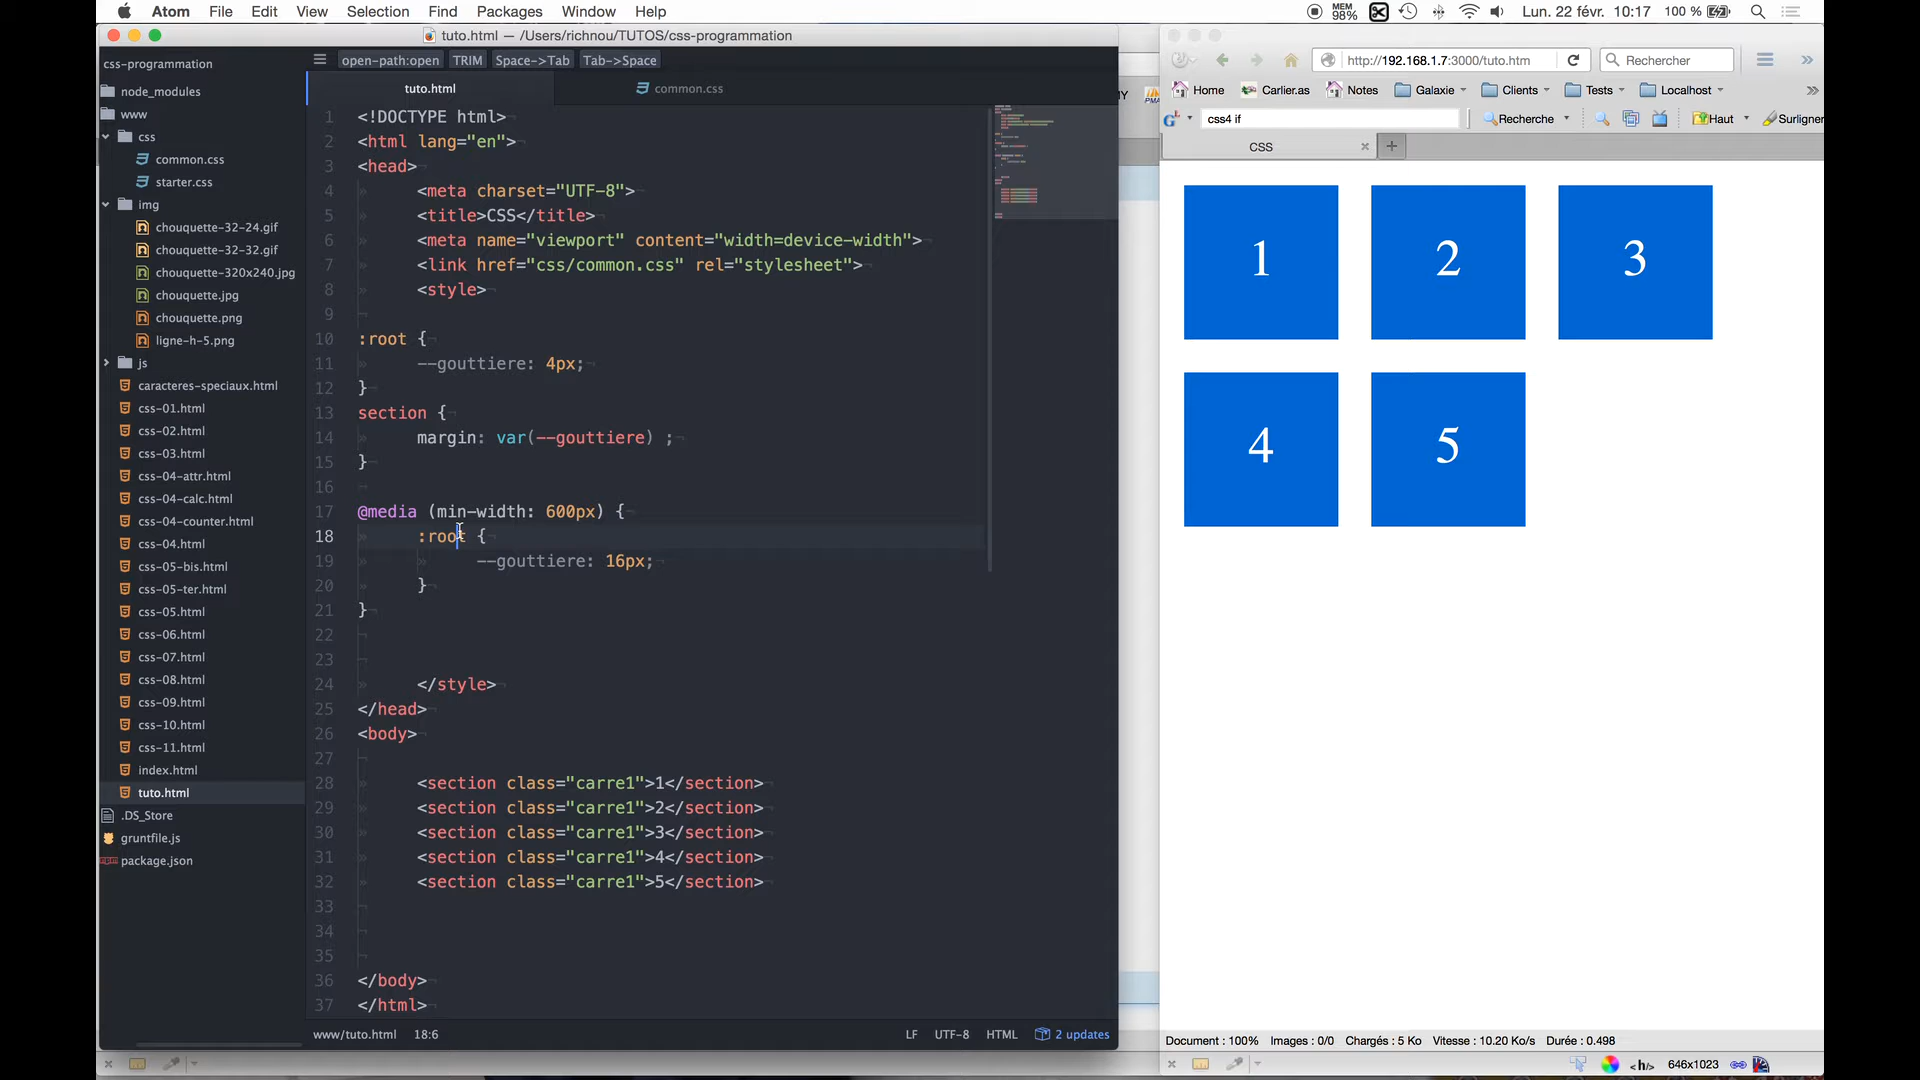 Atom File Edit View Selection Find Packages Window Help
MEM 98% Lun. 22 févr. 10:17 100 %
tuto.html — /Users/richnou/TUTOS/css-programmation
css-programmation
node_modules
www
css
common.css
starter.css
img
chouquette-32-24.gif
chouquette-32-32.gif
chouquette-320x240.jpg
chouquette.jpg
chouquette.png
ligne-h-5.png
js
caracteres-speciaux.html
css-01.html
css-02.html
css-03.html
css-04-attr.html
css-04-calc.html
css-04-counter.html
css-04.html
css-05-bis.html
css-05-ter.html
css-05.html
css-06.html
css-07.html
css-08.html
css-09.html
css-10.html
css-11.html
index.html
tuto.html
.DS_Store
gruntfile.js
package.json
open-path:open TRIM Space->Tab Tab->Space
tuto.html common.css
1 <!DOCTYPE html>
2 <html lang="en">
3 <head>
4 <meta charset="UTF-8">
5 <title>CSS</title>
6 <meta name="viewport" content="width=device-width">
7 <link href="css/common.css" rel="stylesheet">
8 <style>
9
10 :root {
11 --gouttiere: 4px;
12 }
13 section {
14 margin: var(--gouttiere) ;
15 }
16
17 @media (min-width: 600px) {
18 :root {
19 --gouttiere: 16px;
20 }
21 }
22
23
24 </style>
25 </head>
26 <body>
27
28 <section class="carre1">1</section>
29 <section class="carre1">2</section>
30 <section class="carre1">3</section>
31 <section class="carre1">4</section>
32 <section class="carre1">5</section>
33
34
35
36 </body>
37 </html>
www/tuto.html 18:6 LF UTF-8 HTML 2 updates
http://192.168.1.7:3000/tuto.htm Rechercher
Home Carlier.as Notes Galaxie Clients Tests Localhost
css4 if Recherche Haut Surligner
CSS
1 2 3
4 5
Document : 100% Images : 0/0 Chargés : 5 Ko Vitesse : 10.20 Ko/s Durée : 0.498
<h> 646x1023